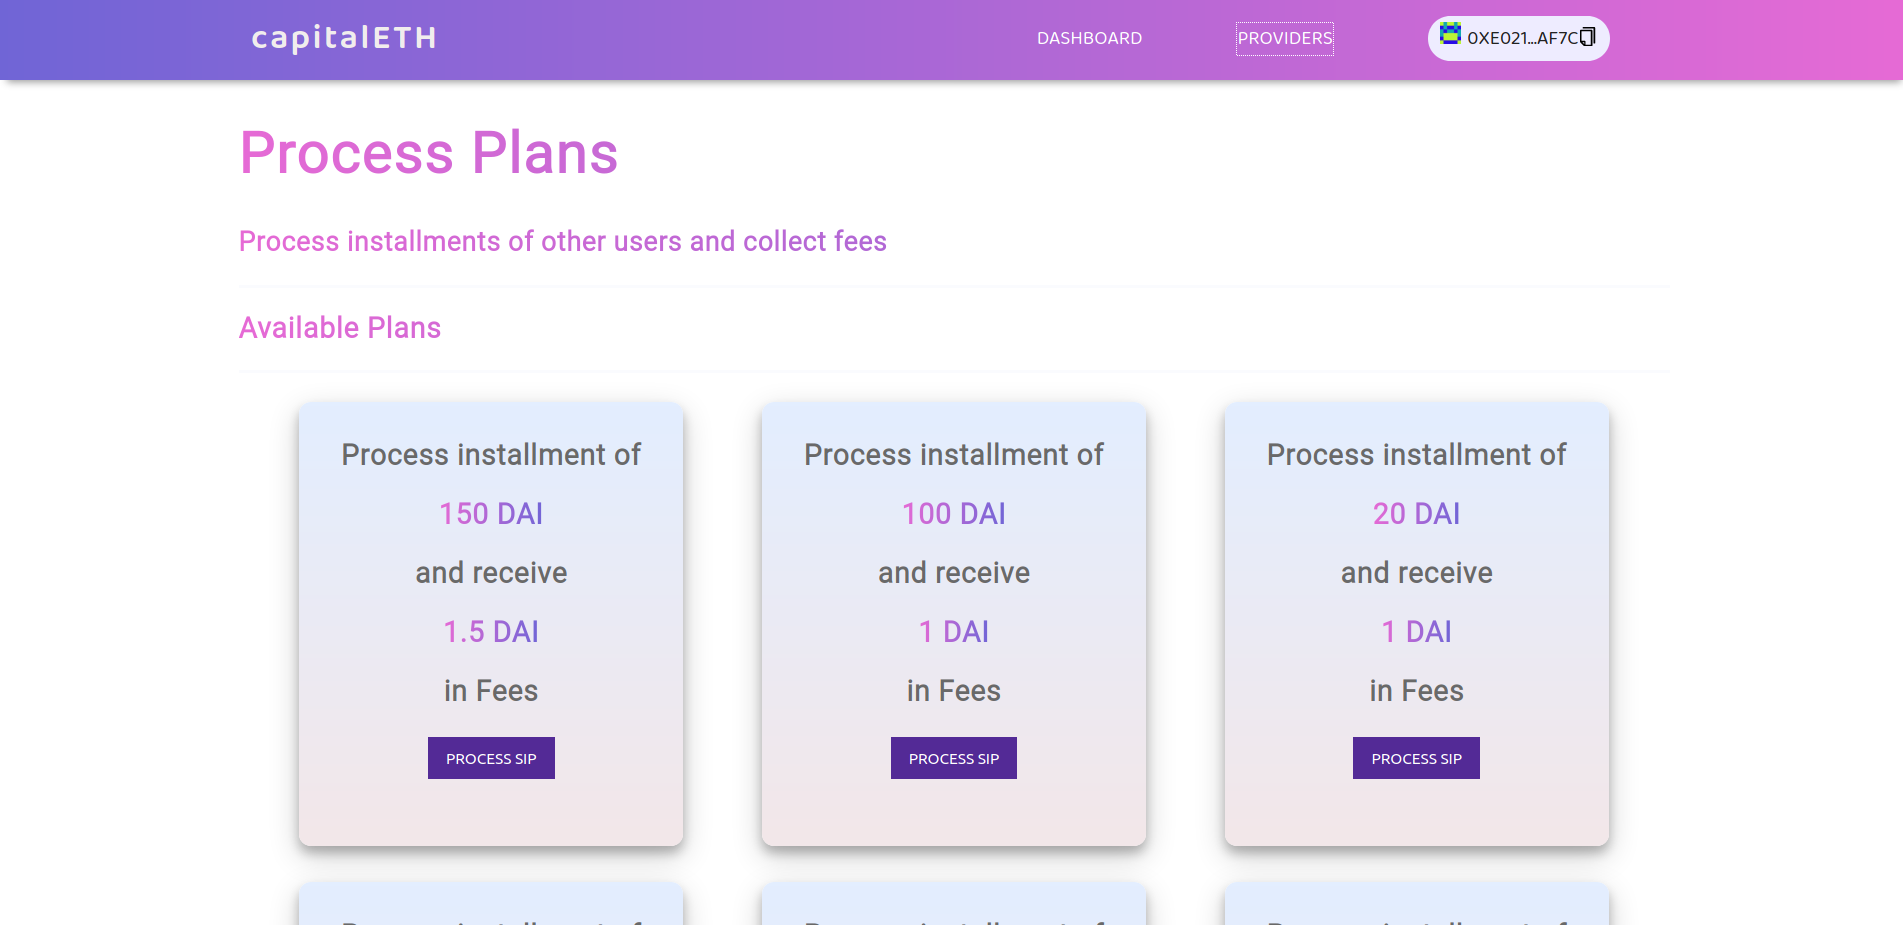 capitalETH
DASHBOARD
PROVIDERS
0XE021...AF7C
Process Plans
Process installments of other users and collect fees
Available Plans
Process installment of
150 DAI
and receive
1.5 DAI
in Fees
PROCESS SIP
Process installment of
100 DAI
and receive
1 DAI
in Fees
PROCESS SIP
Process installment of
20 DAI
and receive
1 DAI
in Fees
PROCESS SIP